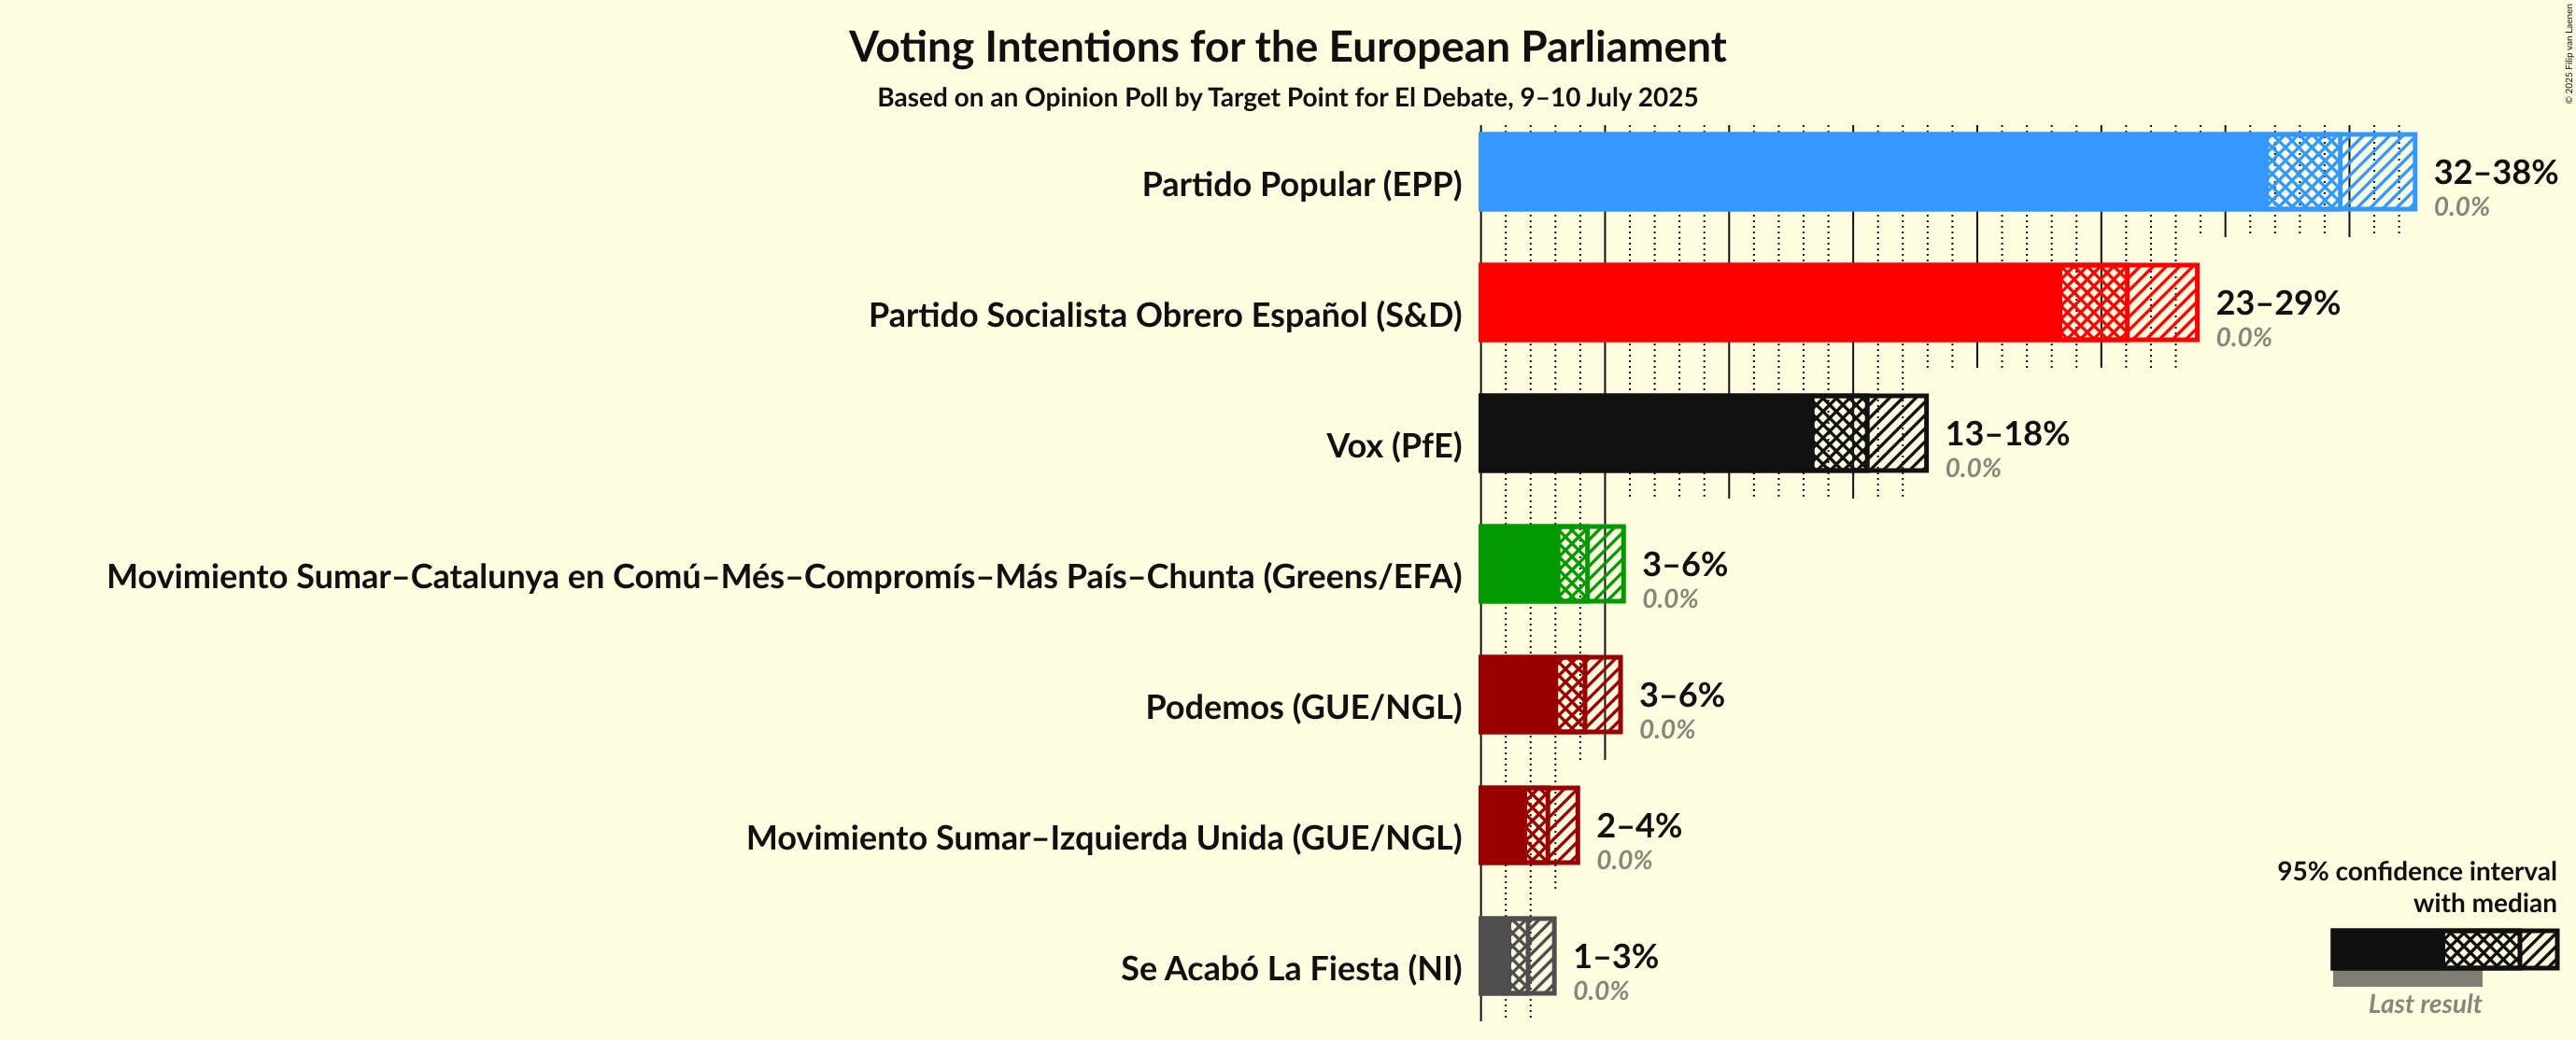 Voting Intentions for the European Parliament
Based on an Opinion Poll by Target Point for El Debate, 9–10 July 2025
© 2025 Filip van Laenen
Partido Popular (EPP)
32–38%
0.0%
Partido Socialista Obrero Español (S&D)
23–29%
0.0%
Vox (PfE)
13–18%
0.0%
Movimiento Sumar–Catalunya en Comú–Més–Compromís–Más País–Chunta (Greens/EFA)
3–6%
0.0%
Podemos (GUE/NGL)
3–6%
0.0%
Movimiento Sumar–Izquierda Unida (GUE/NGL)
2–4%
0.0%
Se Acabó La Fiesta (NI)
1–3%
0.0%
95% confidence interval
with median
Last result